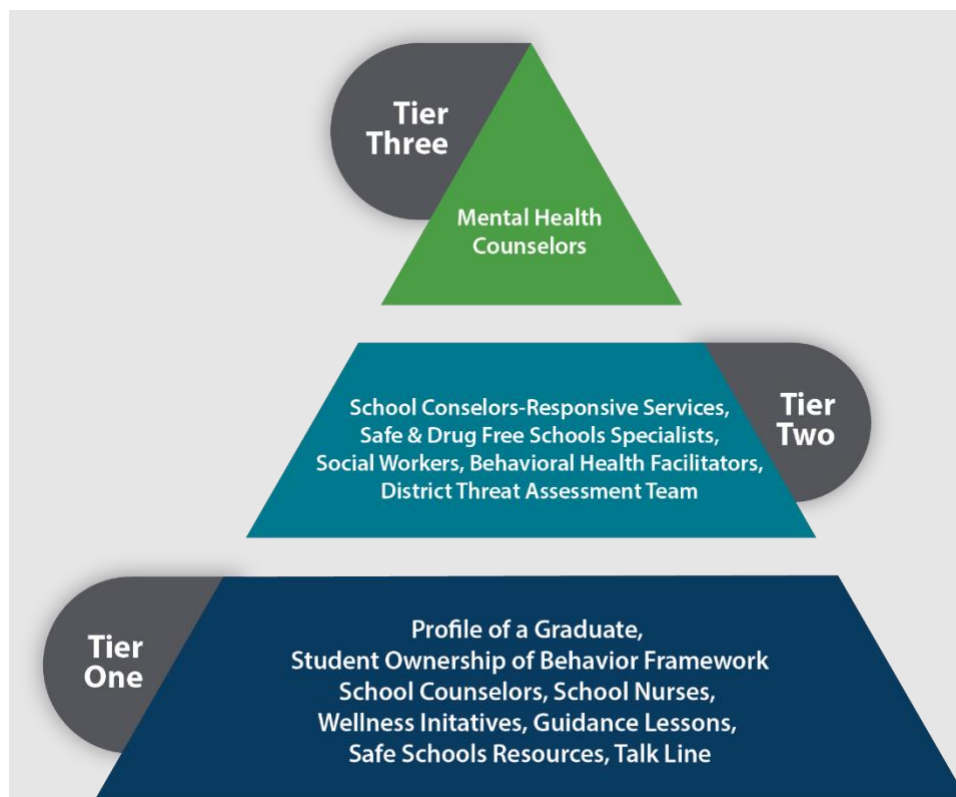 Tier
Three
Mental Health
Counselors
School Conselors-Responsive Services,
Safe & Drug Free Schools Specialists,
Social Workers, Behavioral Health Facilitators,
District Threat Assessment Team
Tier
Two
Tier
One
Profile of a Graduate,
Student Ownership of Behavior Framework
School Counselors, School Nurses,
Wellness Initatives, Guidance Lessons,
Safe Schools Resources, Talk Line